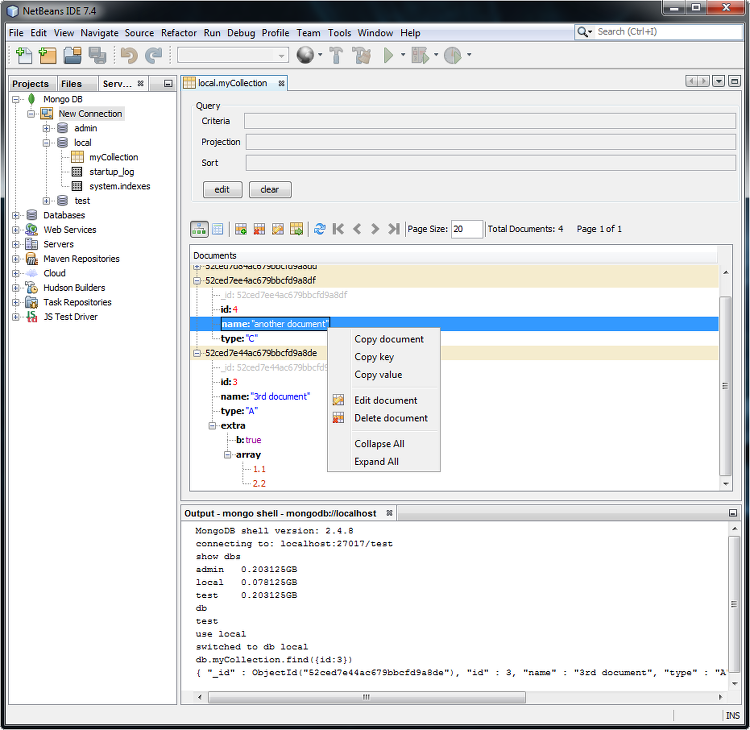 NetBeans IDE 7.4
File Edit View Navigate Source Refactor Run Debug Profile Team Tools Window Help
Search (Ctrl+I)
Projects Files Serv...
Mongo DB
New Connection
admin
local
myCollection
startup_log
system.indexes
test
Databases
Web Services
Servers
Maven Repositories
Cloud
Hudson Builders
Task Repositories
JS Test Driver
local.myCollection
Query
Criteria
Projection
Sort
edit clear
Page Size: 20 Total Documents: 4 Page 1 of 1
Documents
52ced7ee4ac679bbcfd9a8df
_id: 52ced7ee4ac679bbcfd9a8df
id: 4
name: "another document"
type: "C"
52ced7e44ac679bbcfd9a8de
_id: 52ced7e44ac679bbcfd9
id: 3
name: "3rd document"
type: "A"
extra
b: true
array
1.1
2.2
Copy document
Copy key
Copy value
Edit document
Delete document
Collapse All
Expand All
Output - mongo shell - mongodb://localhost
MongoDB shell version: 2.4.8
connecting to: localhost:27017/test
show dbs
admin 0.203125GB
local 0.078125GB
test 0.203125GB
db
test
use local
switched to db local
db.myCollection.find({id:3})
{ "_id" : ObjectId("52ced7e44ac679bbcfd9a8de"), "id" : 3, "name" : "3rd document", "type" : "A
INS